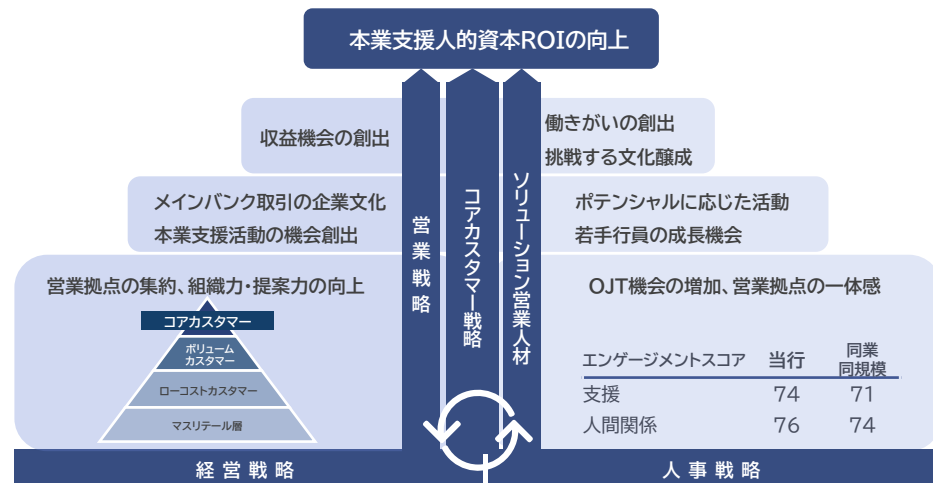 本業支援人的資本ROIの向上
収益機会の創出
働きがいの創出
挑戦する文化醸成
メインバンク取引の企業文化
本業支援活動の機会創出
ポテンシャルに応じた活動
若手行員の成長機会
営業戦略
コアカスタマー戦略
ソリューション営業人材
営業拠点の集約、組織力・提案力の向上
コアカスタマー
ボリューム
カスタマー
ローコストカスタマー
マスリテール層
OJT機会の増加、営業拠点の一体感
エンゲージメントスコア 当行 同業
同規模
支援 74 71
人間関係 76 74
経営戦略
人事戦略